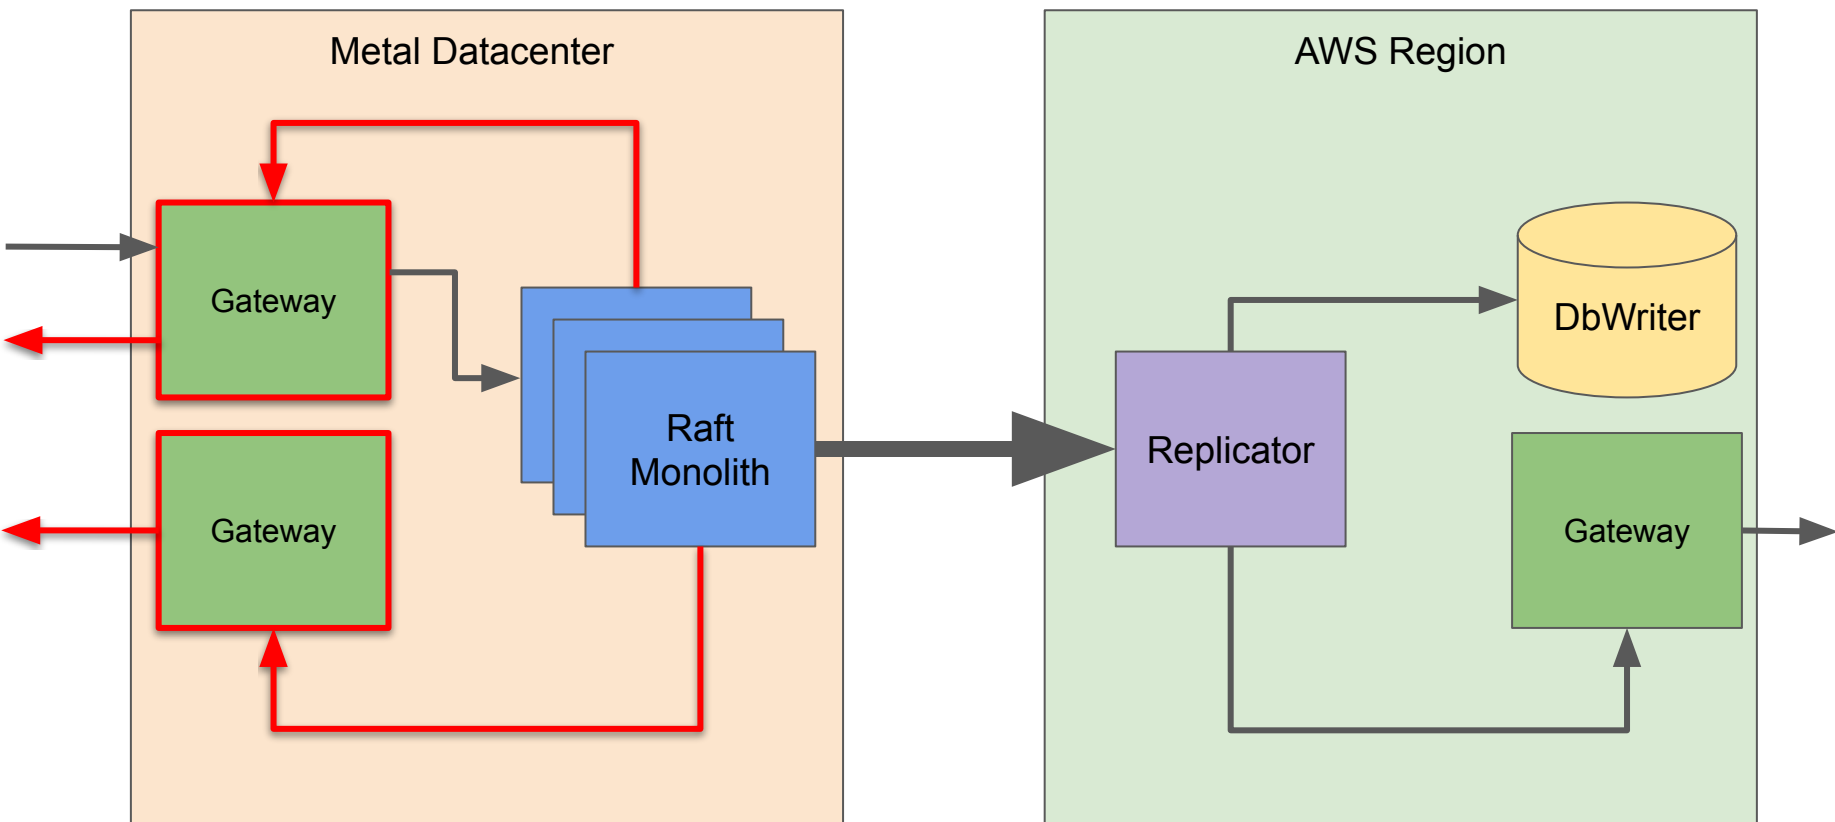 Metal Datacenter
Gateway
Raft
Monolith
Gateway
AWS Region
DbWriter
Replicator
Gateway